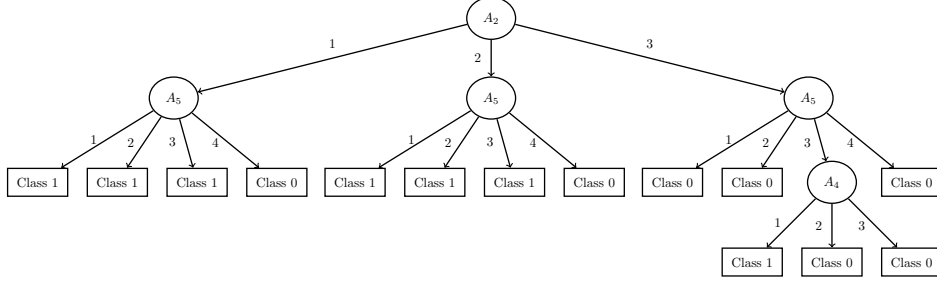 A₂
1 2 3
A₅ A₅ A₅
1 2 3 4 1 2 3 4 1 2 3 4
Class 1 Class 1 Class 1 Class 0 Class 1 Class 1 Class 1 Class 0 Class 0 Class 0 A₄ Class 0
1 2 3
Class 1 Class 0 Class 0